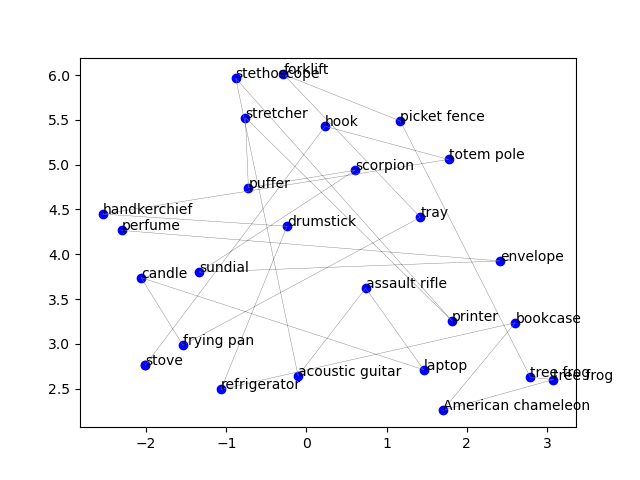 6.0
5.5
5.0
4.5
4.0
3.5
3.0
2.5
stethoscope
forklift
stretcher
hook
picket fence
totem pole
scorpion
puffer
handkerchief
perfume
drumstick
tray
envelope
candle
sundial
assault rifle
printer
bookcase
frying pan
stove
refrigerator
acoustic guitar
laptop
tree frog
tree frog
American chameleon
−2
−1
0
1
2
3